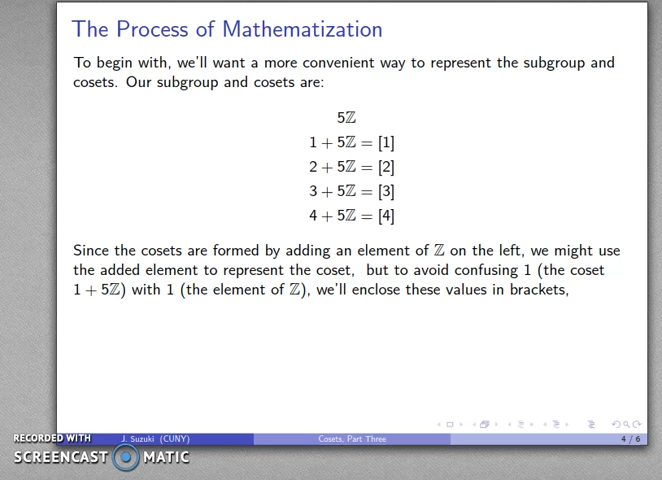 The Process of Mathematization
To begin with, we'll want a more convenient way to represent the subgroup and
cosets. Our subgroup and cosets are:
5ℤ
1 + 5ℤ = [1]
2 + 5ℤ = [2]
3 + 5ℤ = [3]
4 + 5ℤ = [4]
Since the cosets are formed by adding an element of ℤ on the left, we might use
the added element to represent the coset, but to avoid confusing 1 (the coset
1 + 5ℤ) with 1 (the element of ℤ), we'll enclose these values in brackets,
RECORDED WITH
J. Suzuki (CUNY) Cosets, Part Three 4 / 6
SCREENCAST MATIC